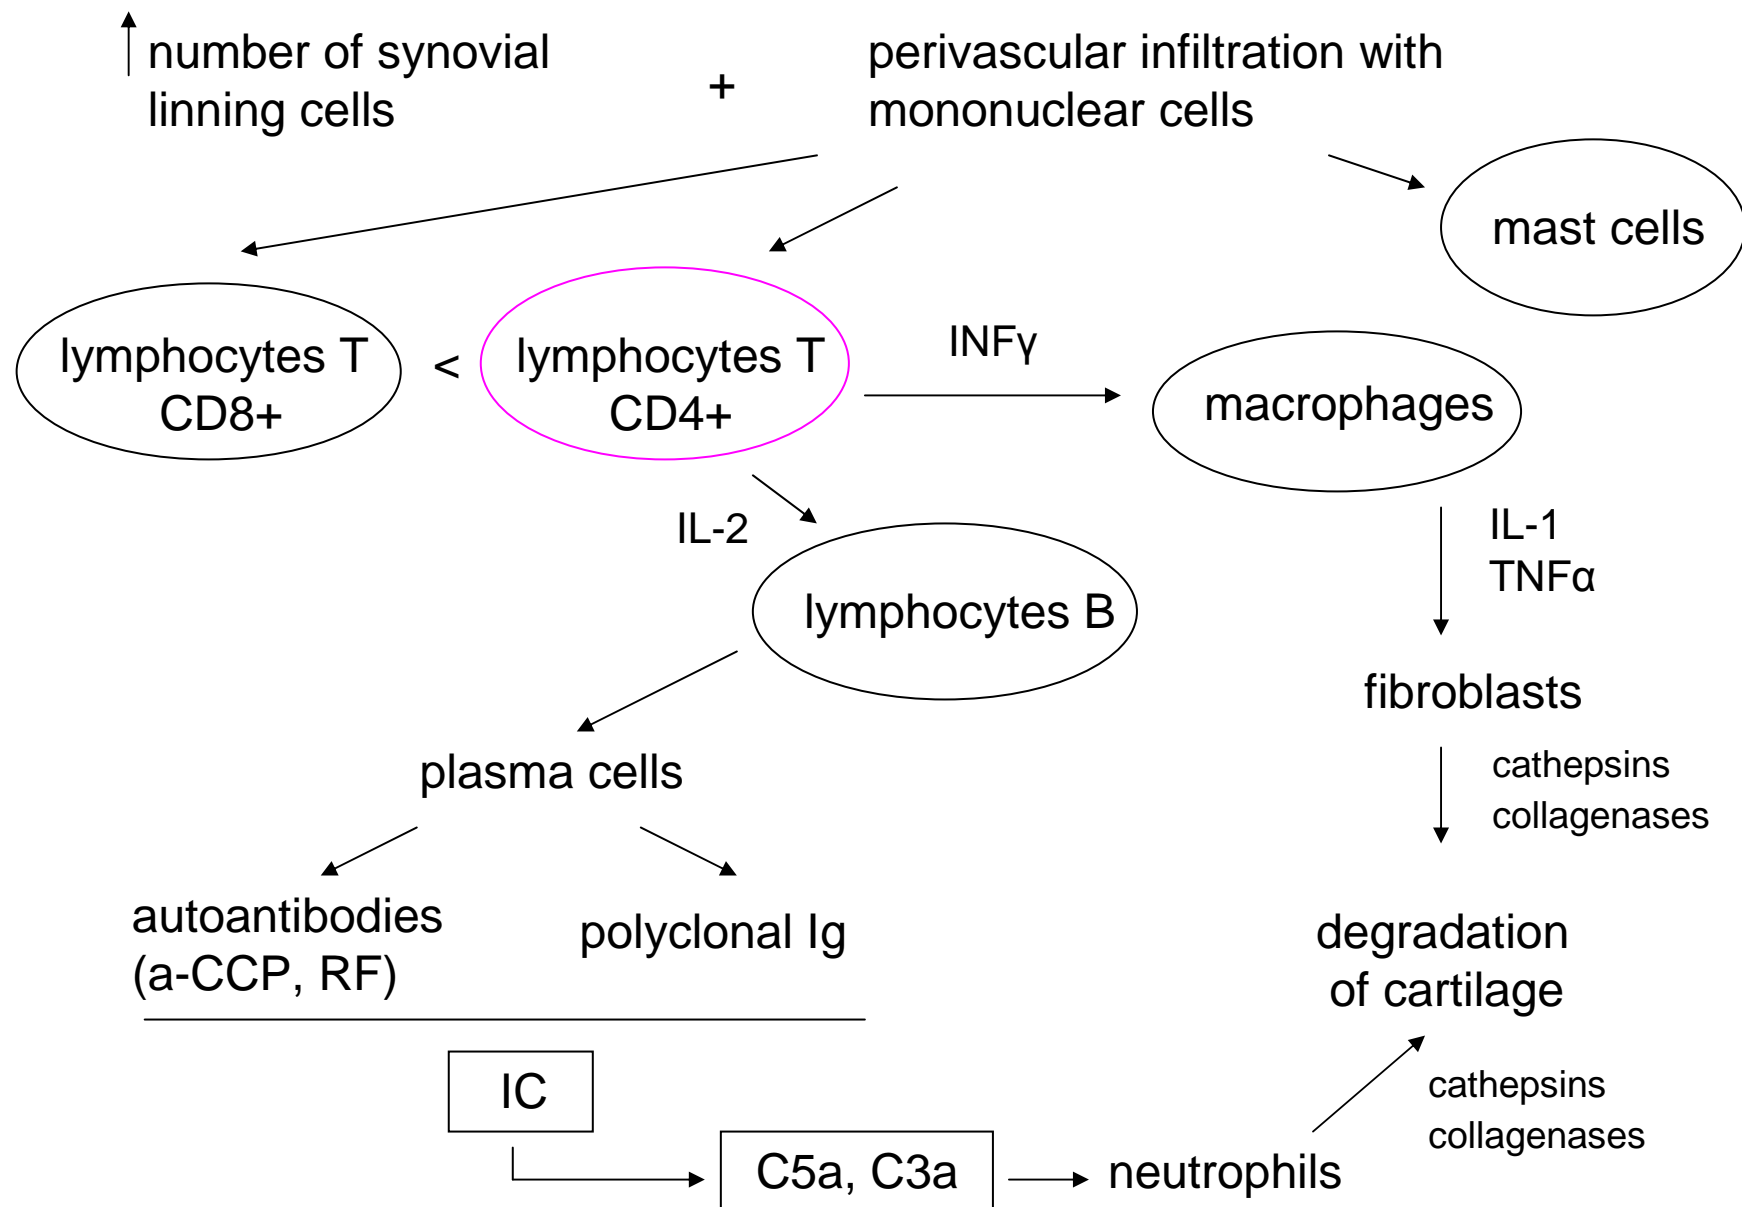 number of synovial
linning cells
+
perivascular infiltration with
mononuclear cells
mast cells
lymphocytes T
CD8+
<
lymphocytes T
CD4+
INFγ
macrophages
IL-2
IL-1
TNFα
lymphocytes B
fibroblasts
plasma cells
cathepsins
collagenases
autoantibodies
(a-CCP, RF)
polyclonal Ig
degradation
of cartilage
IC
cathepsins
collagenases
C5a, C3a
neutrophils